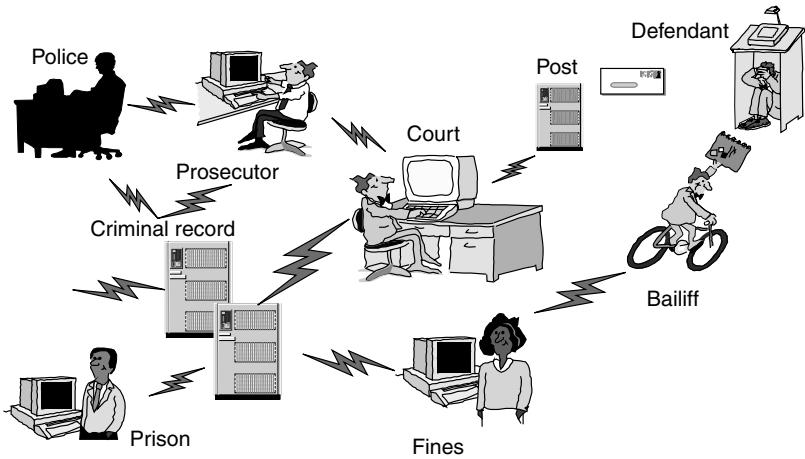 Defendant
Police
Post
Court
Prosecutor
Criminal record
Bailiff
Prison
Fines